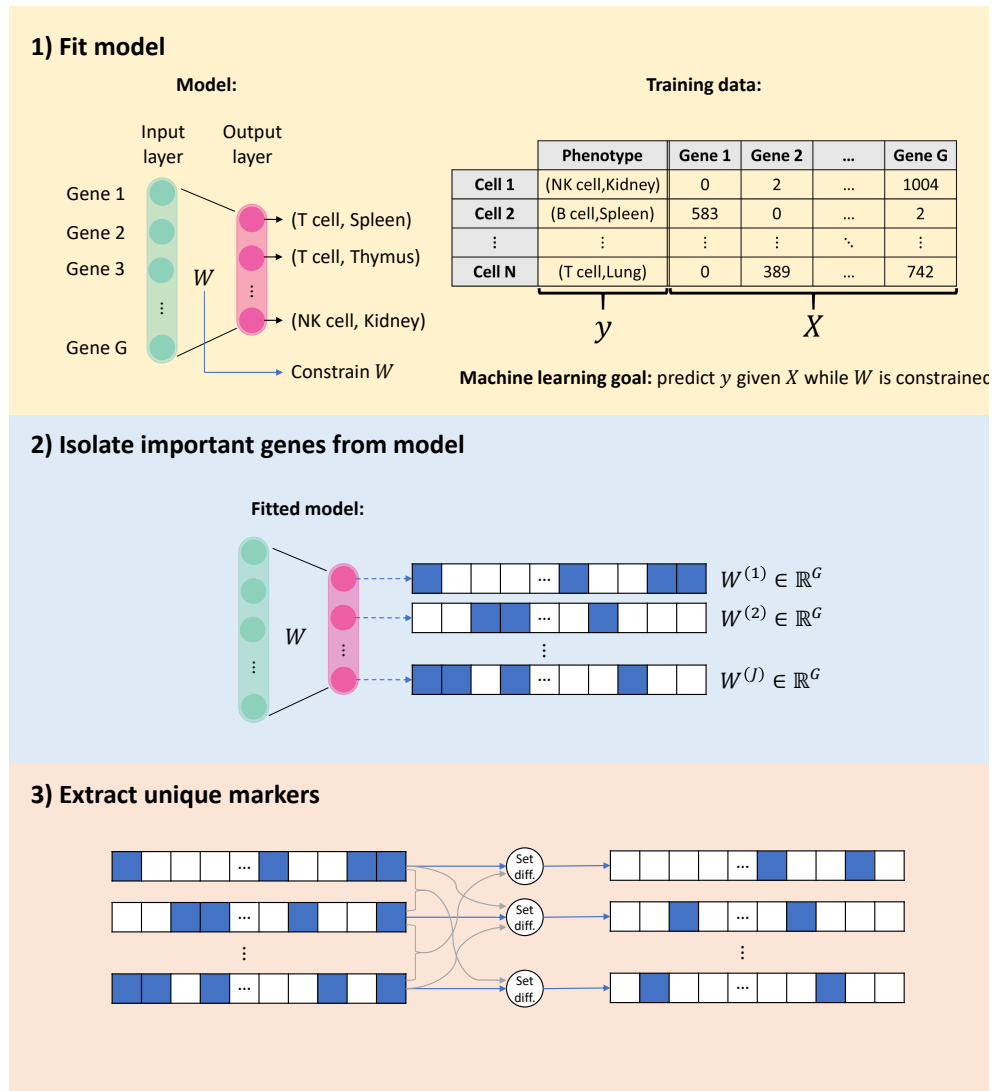 1) Fit model
Model:
Training data:
Input
layer
Output
layer
Gene 1
Gene 2
Gene 3
⋮
Gene G
W
⋮
(T cell, Spleen)
(T cell, Thymus)
(NK cell, Kidney)
Constrain W
Phenotype Gene 1 Gene 2 ... Gene G
Cell 1 (NK cell,Kidney) 0 2 ... 1004
Cell 2 (B cell,Spleen) 583 0 ... 2
⋮ ⋮ ⋮ ⋮ ⋱ ⋮
Cell N (T cell,Lung) 0 389 ... 742
y X
Machine learning goal: predict y given X while W is constrained
2) Isolate important genes from model
Fitted model:
W
⋮
⋮
... W^(1) ∈ ℝ^G
... W^(2) ∈ ℝ^G
⋮
... W^(J) ∈ ℝ^G
3) Extract unique markers
...
Set
diff.
...
...
Set
diff.
...
⋮
⋮
...
Set
diff.
...